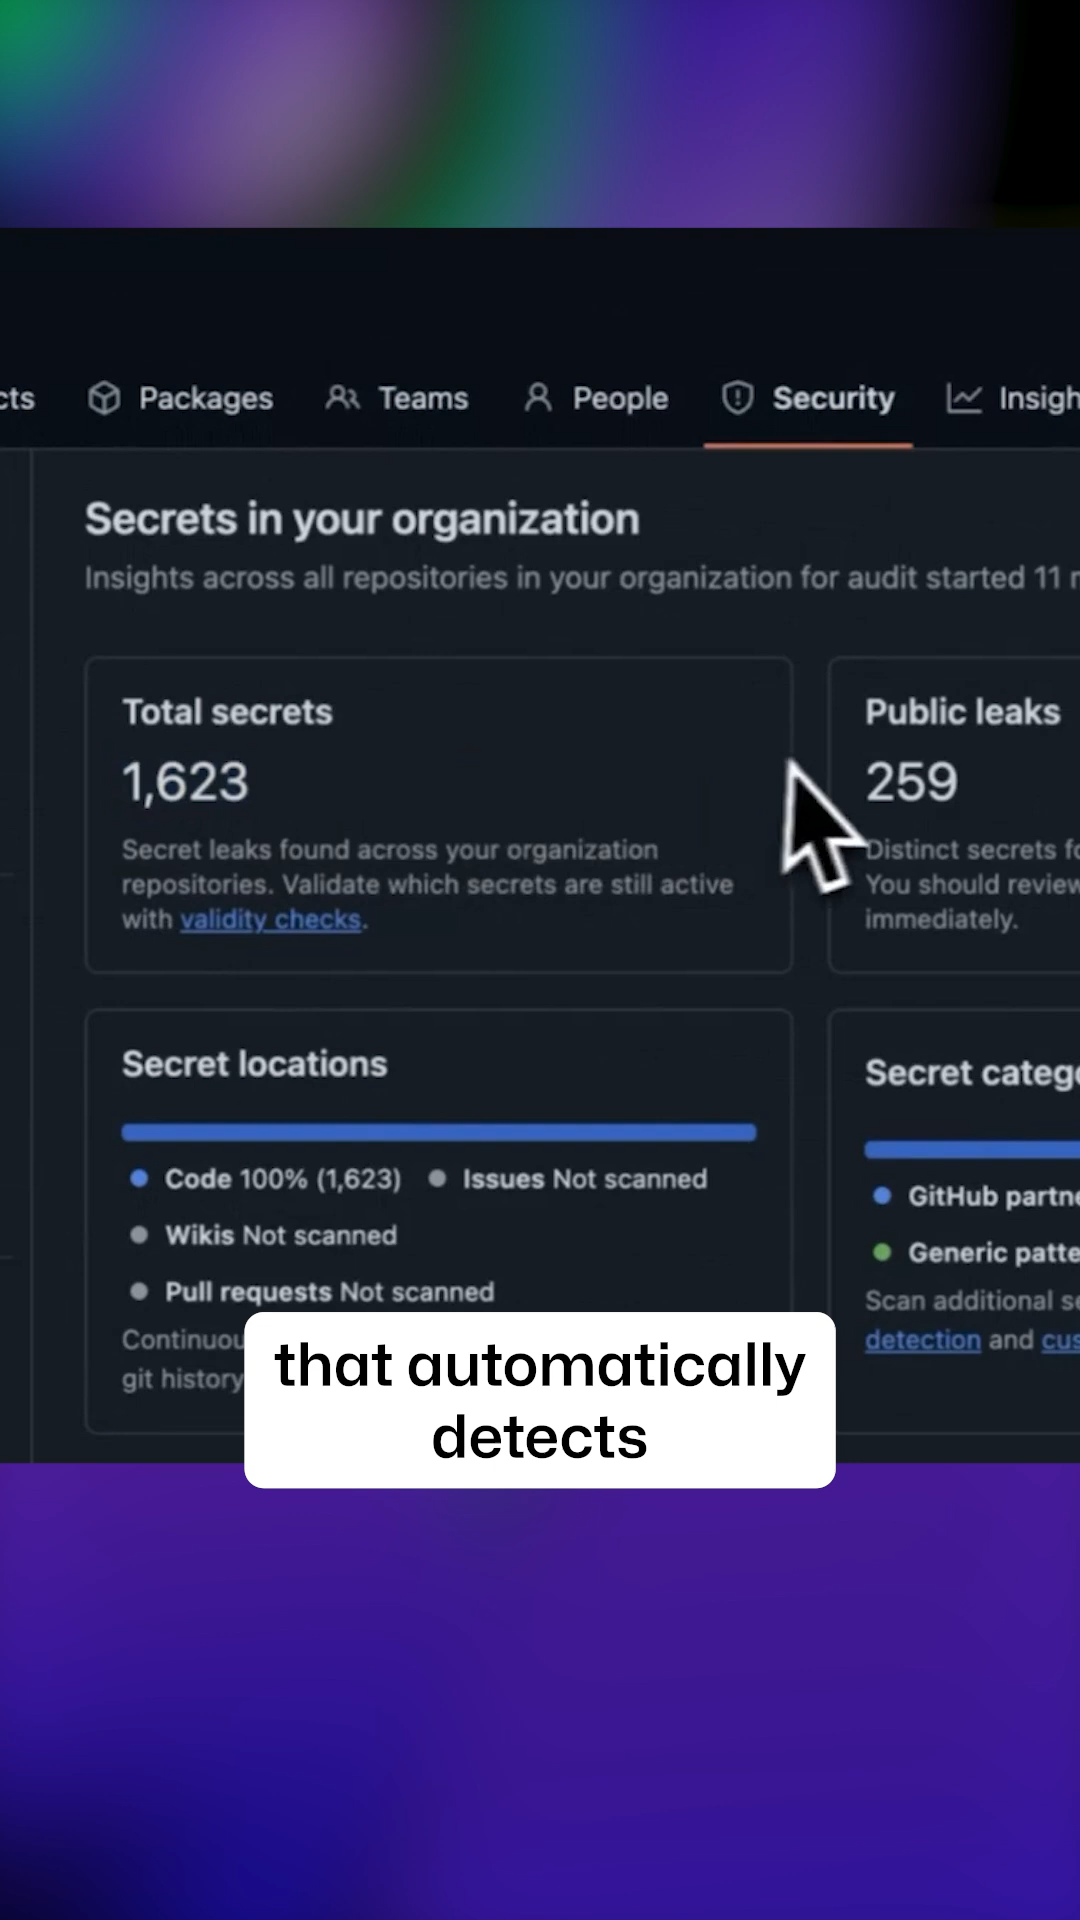 cts Packages Teams People Security Insigh
Secrets in your organization
Insights across all repositories in your organization for audit started 11
Total secrets
1,623
Secret leaks found across your organization
repositories. Validate which secrets are still active
with validity checks.
Public leaks
259
Distinct secrets fo
You should review
immediately.
Secret locations
Code 100% (1,623) Issues Not scanned
Wikis Not scanned
Pull requests Not scanned
Continuou
git history
Secret catego
GitHub partne
Generic patte
Scan additional se
detection and cus
that automatically
detects